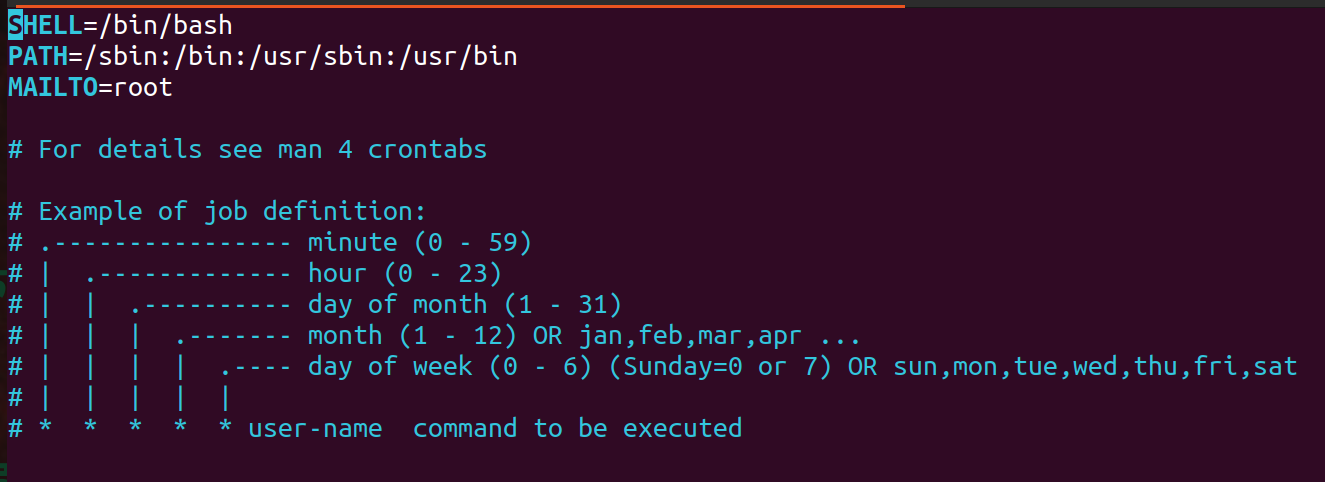 SHELL=/bin/bash
PATH=/sbin:/bin:/usr/sbin:/usr/bin
MAILTO=root

# For details see man 4 crontabs

# Example of job definition:
# .---------------- minute (0 - 59)
# |  .------------- hour (0 - 23)
# |  |  .---------- day of month (1 - 31)
# |  |  |  .------- month (1 - 12) OR jan,feb,mar,apr ...
# |  |  |  |  .---- day of week (0 - 6) (Sunday=0 or 7) OR sun,mon,tue,wed,thu,fri,sat
# |  |  |  |  |
# *  *  *  *  * user-name  command to be executed